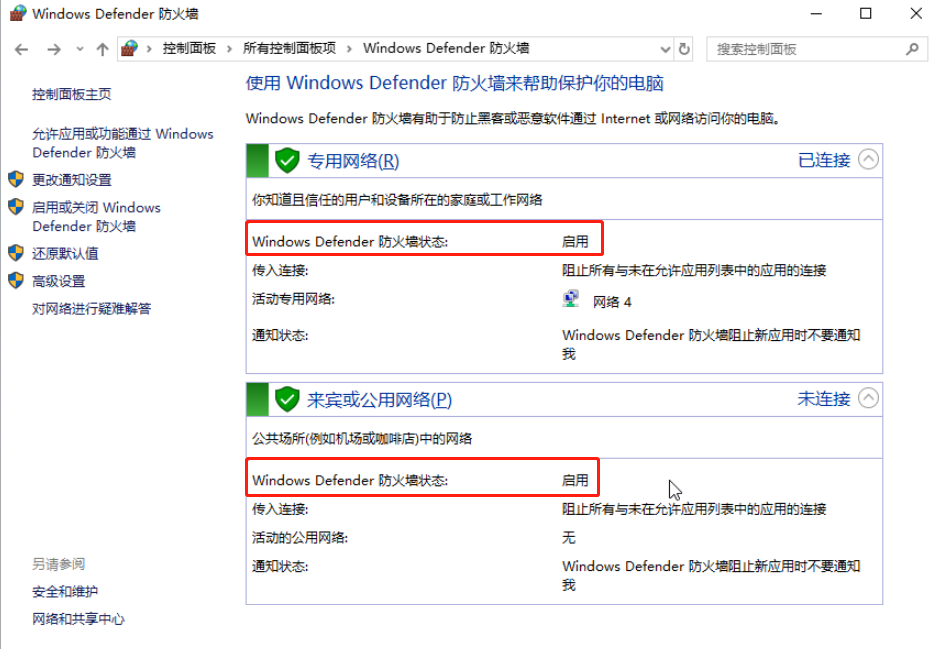 Windows Defender 防火墙
控制面板 › 所有控制面板项 › Windows Defender 防火墙
搜索控制面板
控制面板主页
允许应用或功能通过 Windows
Defender 防火墙
更改通知设置
启用或关闭 Windows
Defender 防火墙
还原默认值
高级设置
对网络进行疑难解答
另请参阅
安全和维护
网络和共享中心
使用 Windows Defender 防火墙来帮助保护你的电脑
Windows Defender 防火墙有助于防止黑客或恶意软件通过 Internet 或网络访问你的电脑。
专用网络(R) 已连接
你知道且信任的用户和设备所在的家庭或工作网络
Windows Defender 防火墙状态: 启用
传入连接: 阻止所有与未在允许应用列表中的应用的连接
活动专用网络: 网络 4
通知状态: Windows Defender 防火墙阻止新应用时不要通知
我
来宾或公用网络(P) 未连接
公共场所(例如机场或咖啡店)中的网络
Windows Defender 防火墙状态: 启用
传入连接: 阻止所有与未在允许应用列表中的应用的连接
活动的公用网络: 无
通知状态: Windows Defender 防火墙阻止新应用时不要通知
我